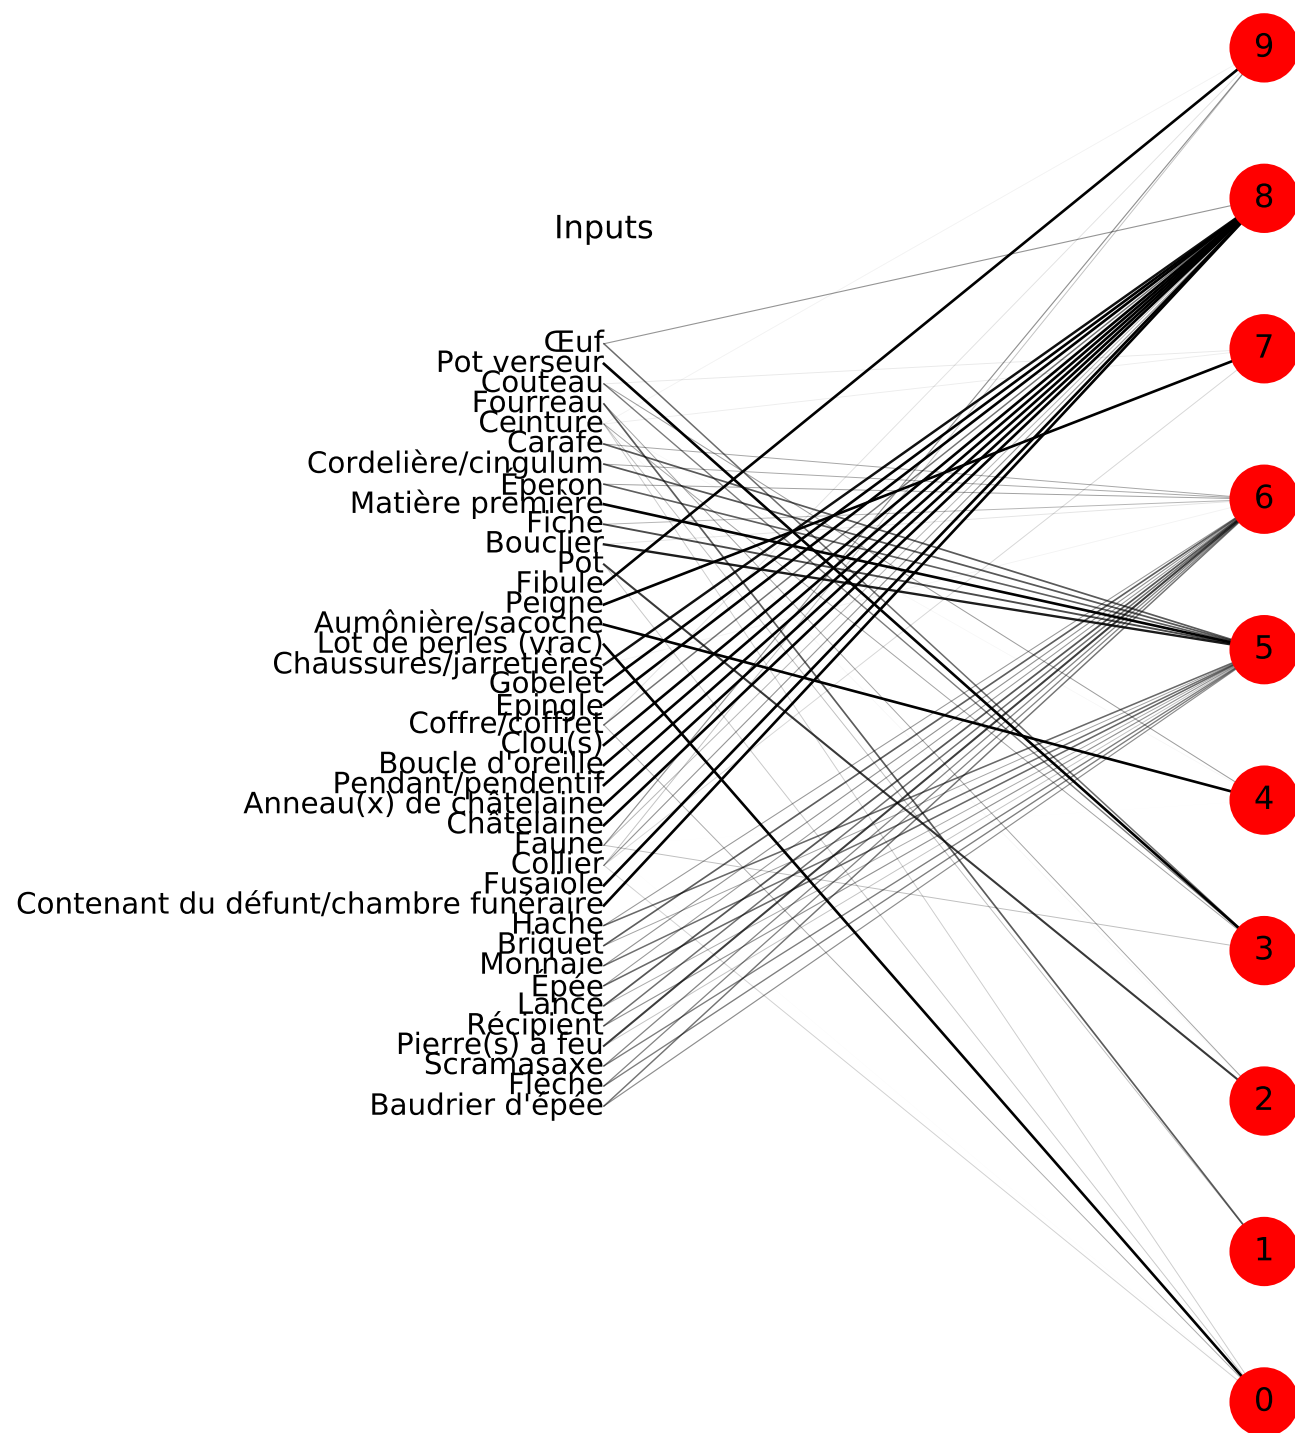 9
8
Inputs
Œuf
7
Pot verseur
Couteau
Fourreau
Ceinture
Carafe
Cordelière/cingulum
Éperon
6
Matière première
Fiche
Bouclier
Pot
Fibule
Peigne
Aumônière/sacoche
Lot de perles (vrac)
5
Chaussures/jarretières
Gobelet
Épingle
Coffre/coffret
Clou(s)
Boucle d'oreille
Pendant/pendentif
4
Anneau(x) de châtelaine
Châtelaine
Faune
Collier
Fusaïole
Contenant du défunt/chambre funéraire
Hache
Briquet
3
Monnaie
Épée
Lance
Récipient
Pierre(s) à feu
Scramasaxe
Flèche
Baudrier d'épée
2
1
0